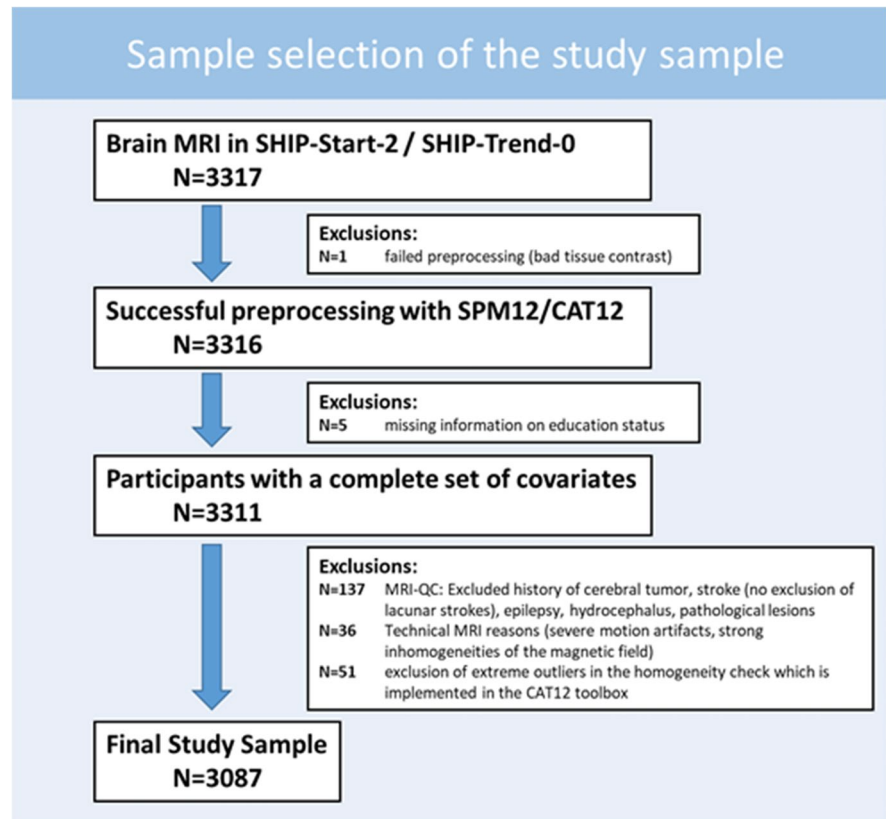 Sample selection of the study sample
Brain MRI in SHIP-Start-2 / SHIP-Trend-0
N=3317
Exclusions:
N=1 failed preprocessing (bad tissue contrast)
Successful preprocessing with SPM12/CAT12
N=3316
Exclusions:
N=5 missing information on education status
Participants with a complete set of covariates
N=3311
Exclusions:
N=137 MRI-QC: Excluded history of cerebral tumor, stroke (no exclusion of
lacunar strokes), epilepsy, hydrocephalus, pathological lesions
N=36 Technical MRI reasons (severe motion artifacts, strong
inhomogeneities of the magnetic field)
N=51 exclusion of extreme outliers in the homogeneity check which is
implemented in the CAT12 toolbox
Final Study Sample
N=3087